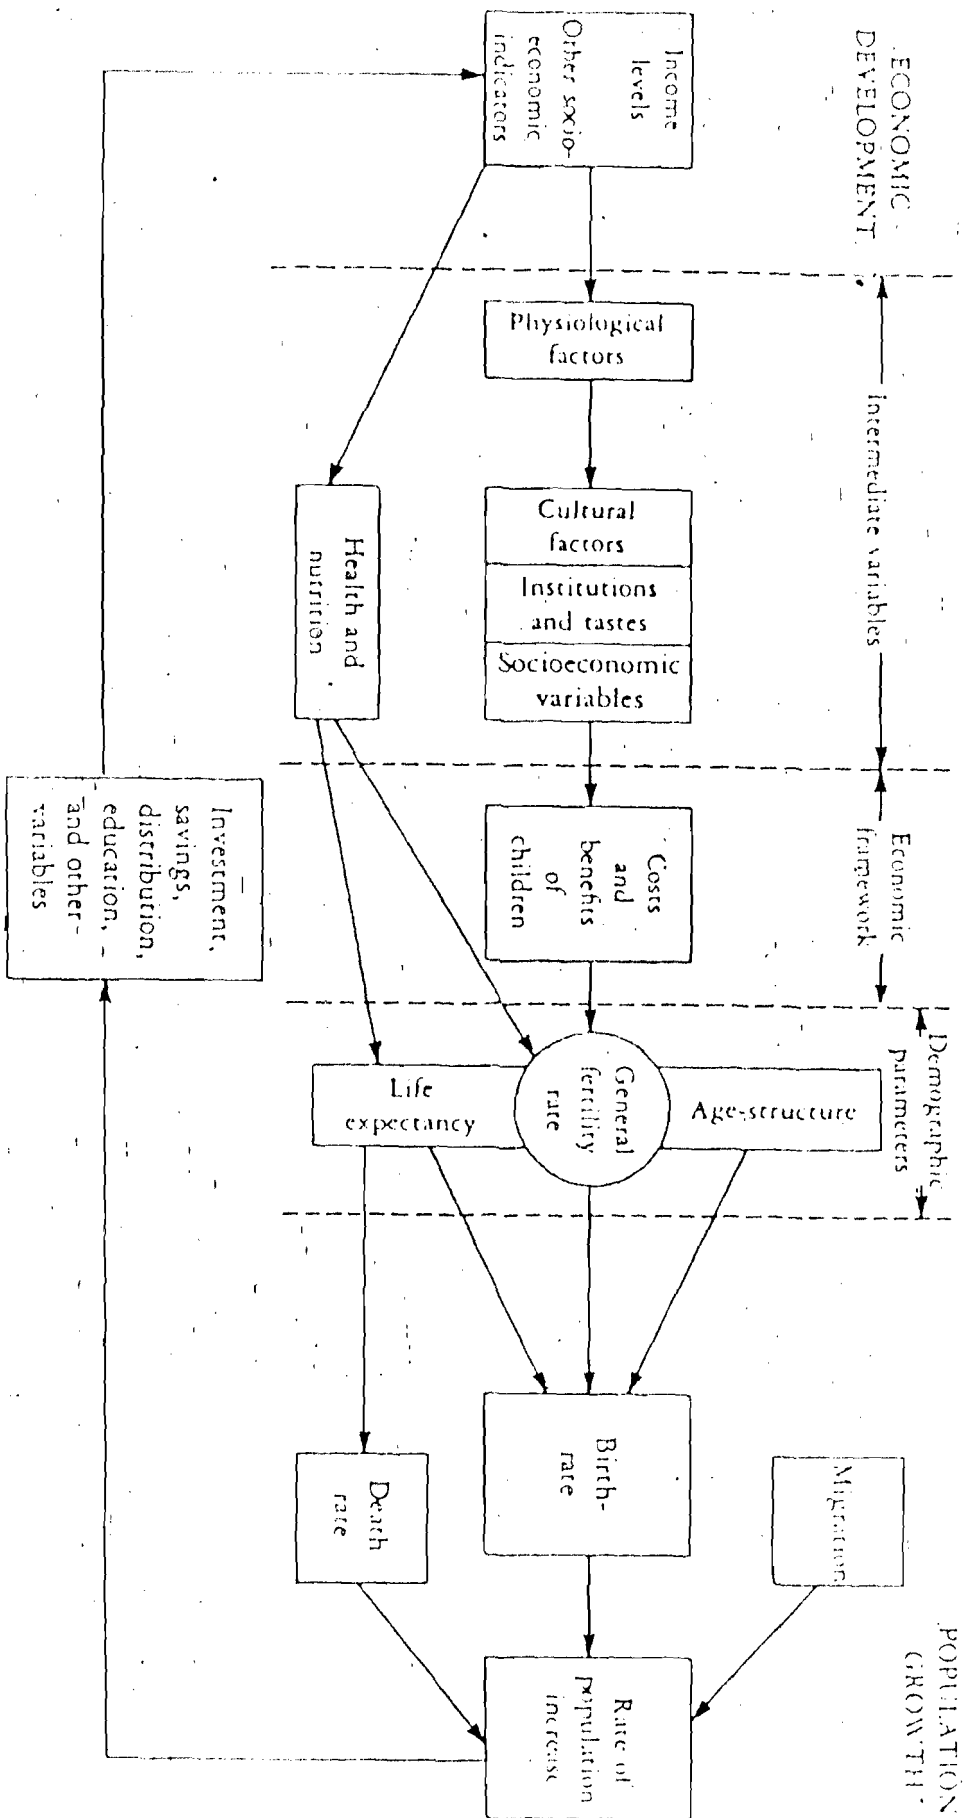 ECONOMIC
DEVELOPMENT
Intermediate variables
Economic
framework
Demographic
parameters
POPULATION
GROWTH
Income
levels
Other socio-
economic
indicators
Physiological
factors
Cultural
factors
Institutions
and tastes
Socioeconomic
variables
Costs
and
benefits
of
children
Health and
nutrition
Age-structure
General
fertility
rate
Life
expectancy
Migration
Birth-
rate
Death
rate
Rate of
population
increase
Investment,
savings,
distribution,
education,
and other
variables